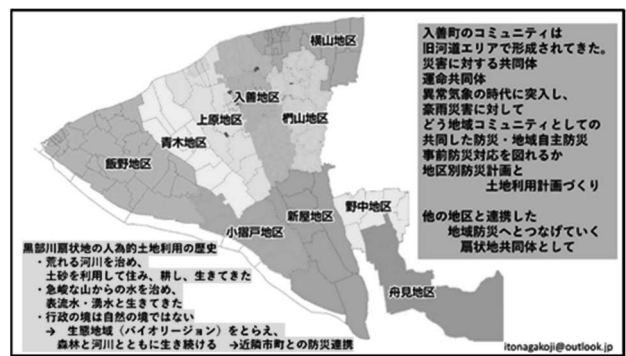 横山地区
入善地区
上原地区
椚山地区
青木地区
飯野地区
新屋地区
野中地区
小摺戸地区
舟見地区
入善町のコミュニティは
旧河道エリアで形成されてきた。
災害に対する共同体
運命共同体
異常気象の時代に突入し、
豪雨災害に対して
どう地域コミュニティとしての
共同した防災・地域自主防災
事前防災対応を図れるか
地区別防災計画と
土地利用計画づくり
他の地区と連携した
地域防災へとつなげていく
扇状地共同体として
黒部川扇状地の人為的土地利用の歴史
・荒れる河川を治め、
土砂を利用して住み、耕し、生きてきた
・急峻な山からの水を治め、
表流水・湧水と生きてきた
・行政の境は自然の境ではない
→ 生態地域（バイオリージョン）をとらえ、
森林と河川とともに生き続ける →近隣市町との防災連携
itonagakoji@outlook.jp